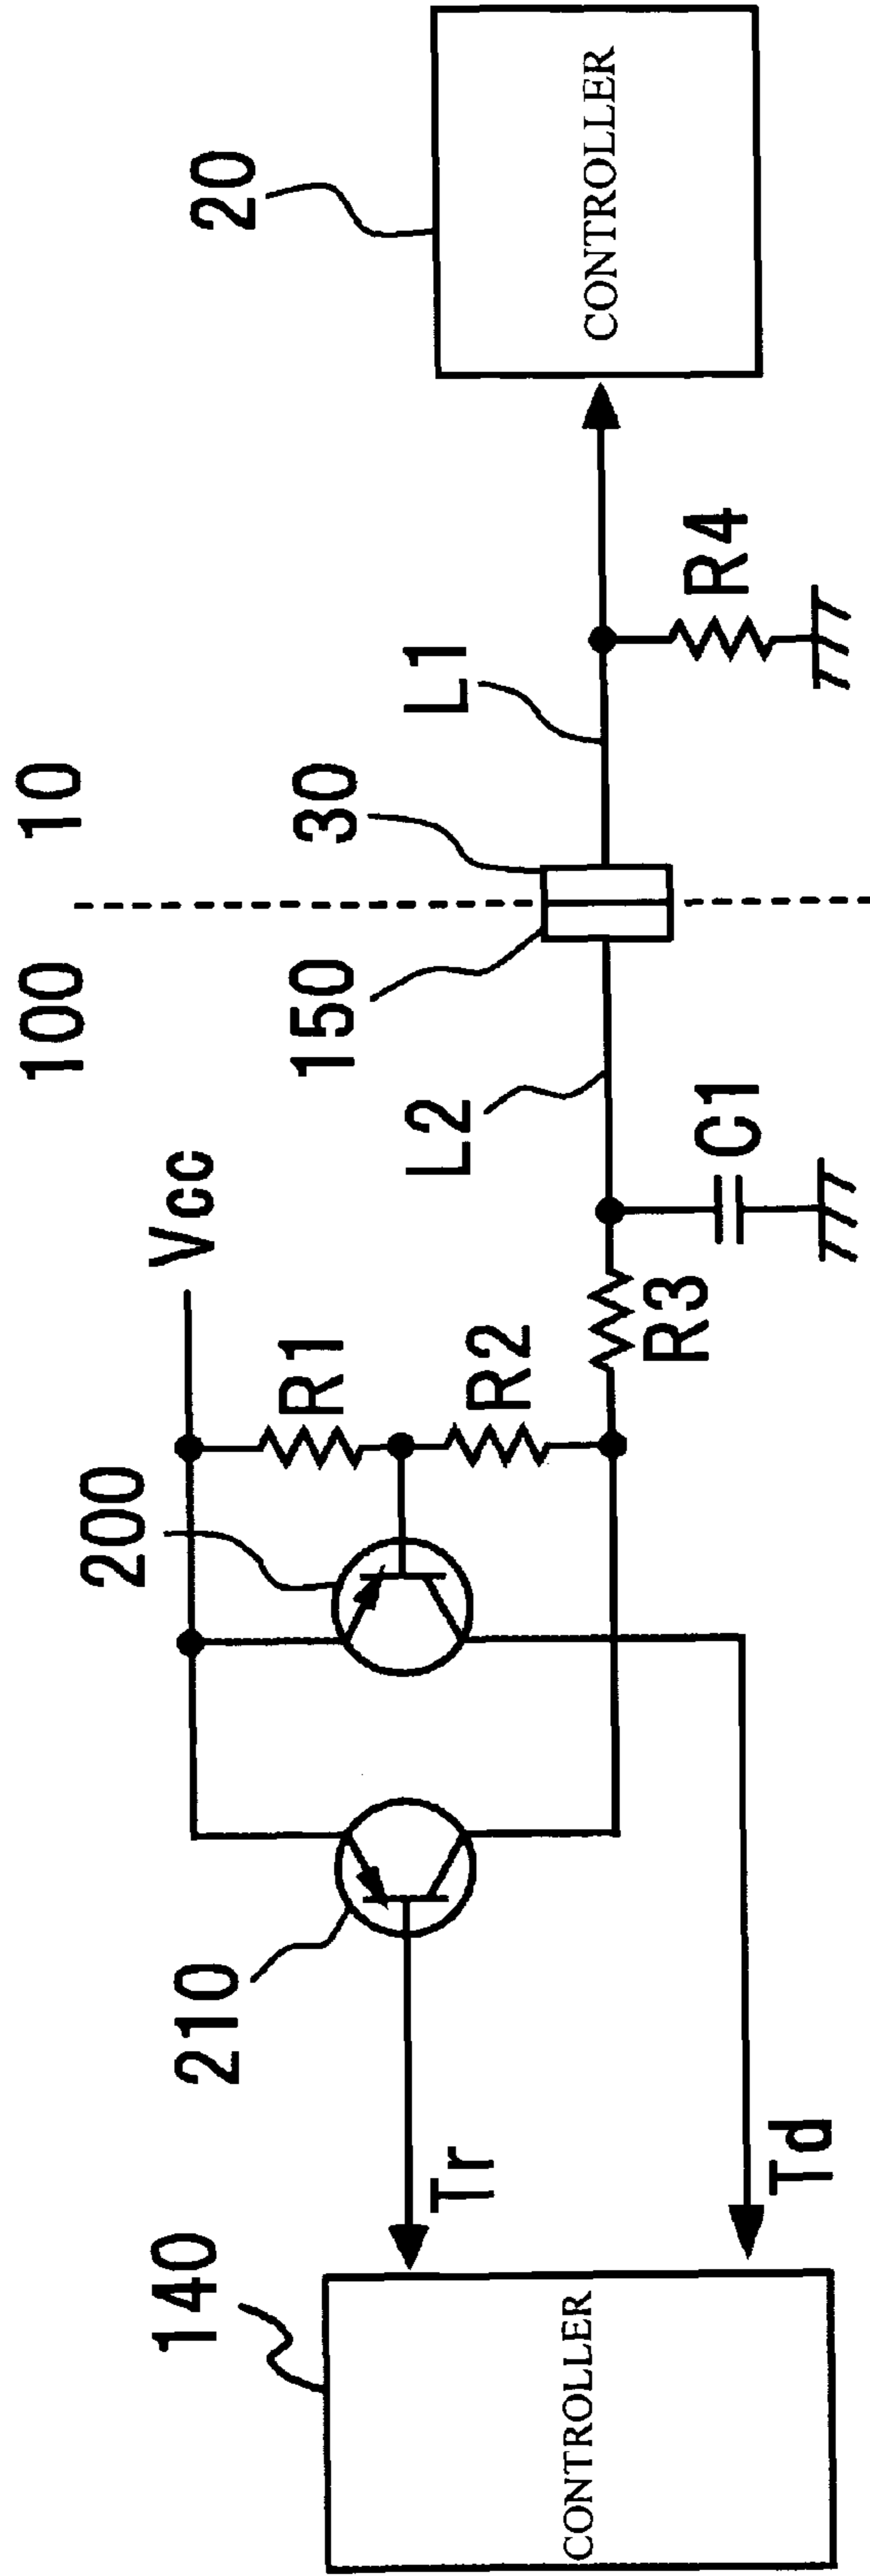 100 10
Vcc
140
210
200
R1
150
30
20
CONTROLLER
Tr
R2
L2
L1
CONTROLLER
Td
R3
C1
R4